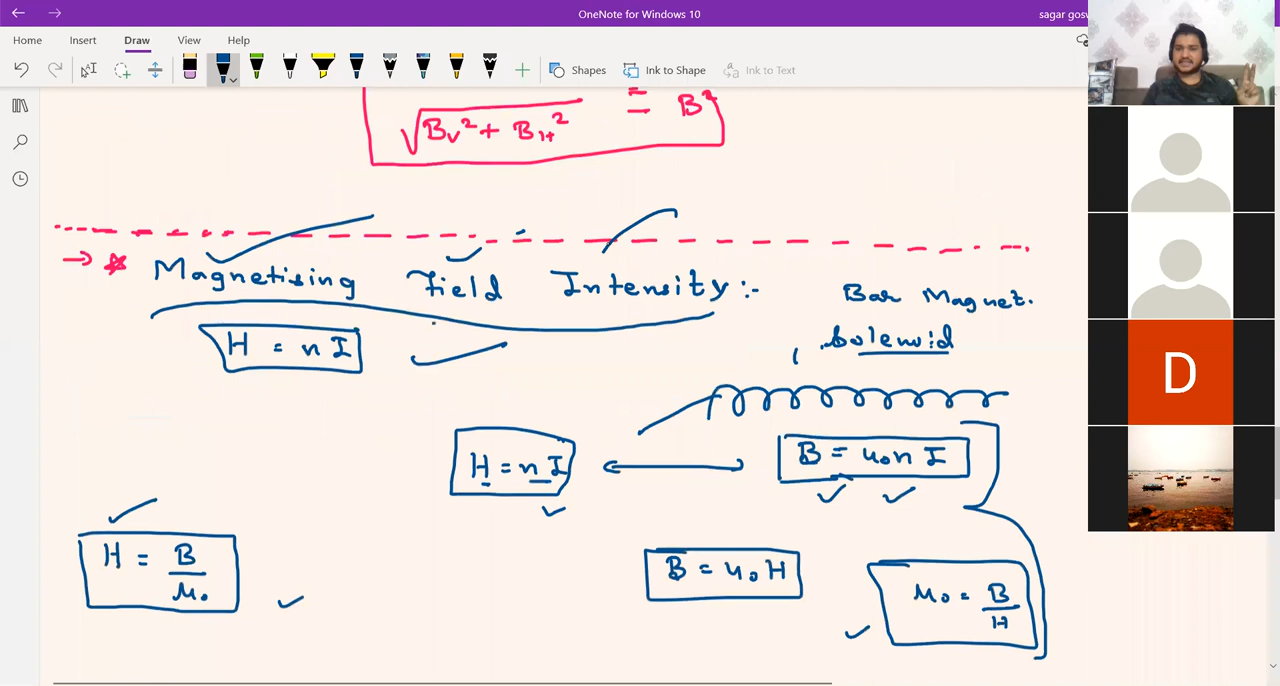 OneNote for Windows 10
sagar gosw
Home Insert Draw View Help
Shapes Ink to Shape Ink to Text
√Bv² + BH² = B²
→ ☆ Magnetising Field Intensity :-
Bar Magnet.
H = nI
Solenoid
H = nI
B = μ₀nI
H = B/μ₀
B = μ₀H
μ₀ = B/H
D